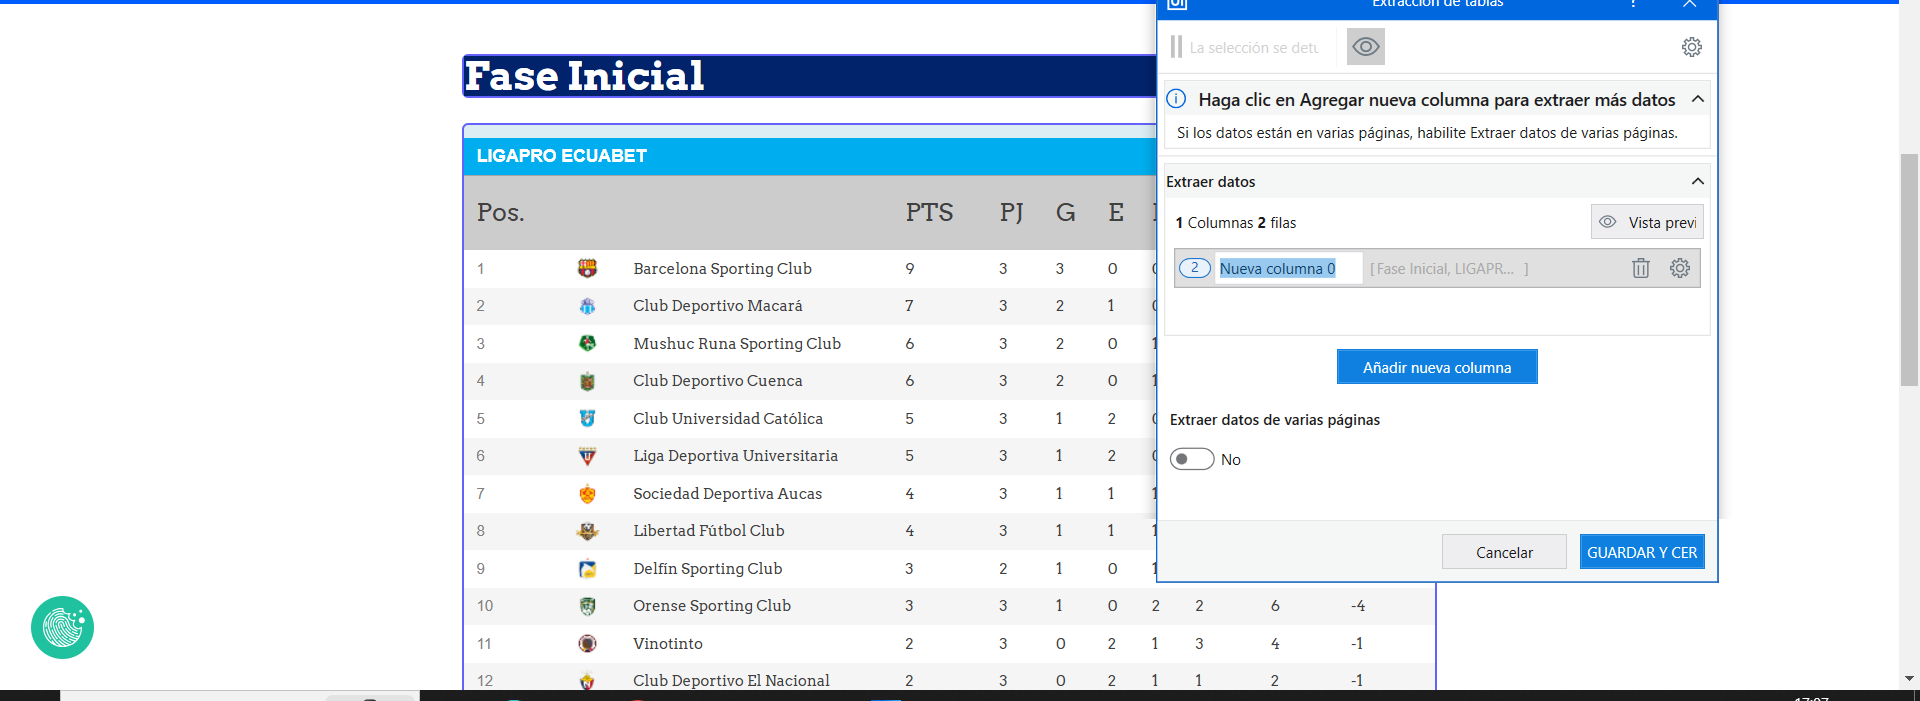 Extracción de tablas ?
La selección se detu
Fase Inicial
Haga clic en Agregar nueva columna para extraer más datos
Si los datos están en varias páginas, habilite Extraer datos de varias páginas.
LIGAPRO ECUABET
Extraer datos
Pos. PTS PJ G E
1 Columnas 2 filas
Vista previ
2 Nueva columna 0 [Fase Inicial, LIGAPR... ]
1 Barcelona Sporting Club 9 3 3 0
2 Club Deportivo Macará 7 3 2 1
3 Mushuc Runa Sporting Club 6 3 2 0 1
4 Club Deportivo Cuenca 6 3 2 0 1
5 Club Universidad Católica 5 3 1 2
6 Liga Deportiva Universitaria 5 3 1 2
7 Sociedad Deportiva Aucas 4 3 1 1 1
8 Libertad Fútbol Club 4 3 1 1 1
9 Delfín Sporting Club 3 2 1 0 1
10 Orense Sporting Club 3 3 1 0 2 2 6 -4
11 Vinotinto 2 3 0 2 1 3 4 -1
12 Club Deportivo El Nacional 2 3 0 2 1 1 2 -1
Añadir nueva columna
Extraer datos de varias páginas
No
Cancelar
GUARDAR Y CER